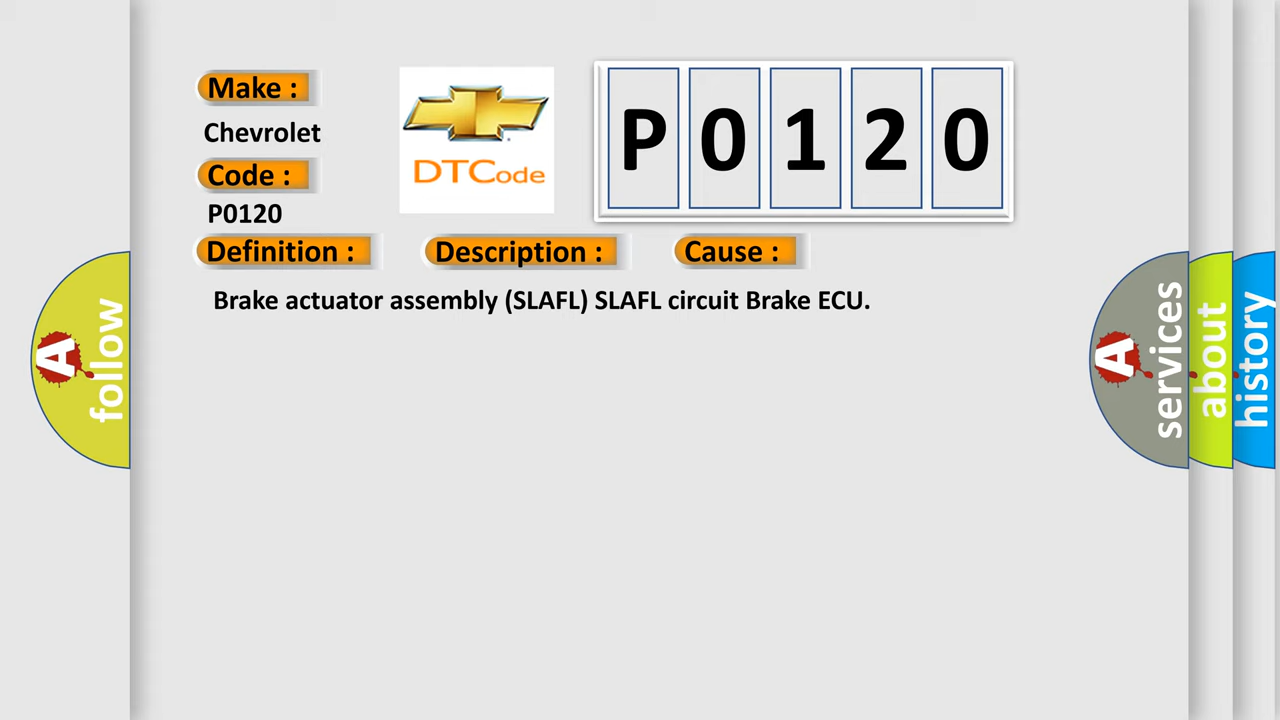 Make :
Chevrolet
Code :
P0120
DTCode
P0120
Definition :
Description :
Cause :
Brake actuator assembly (SLAFL) SLAFL circuit Brake ECU.
A
follow
A
services
about
history